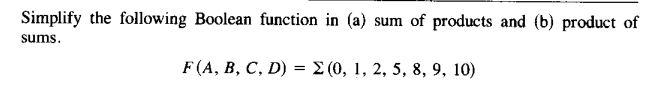 Simplify the following Boolean function in (a) sum of products and (b) product of
sums.
F (A, B, C, D) = Σ (0, 1, 2, 5, 8, 9, 10)